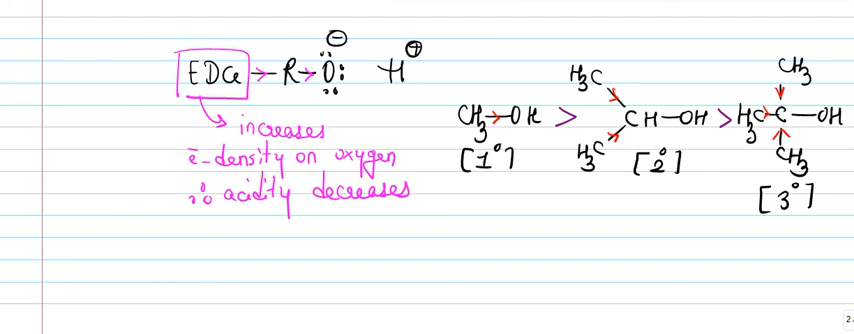 EDG R-O: ⊖ H ⊕
increases
e̅-density on oxygen
∴ acidity decreases
CH3 OH > H3C H3C CH-OH > CH3 H3C C-OH CH3
[1°] [2°] [3°]
2